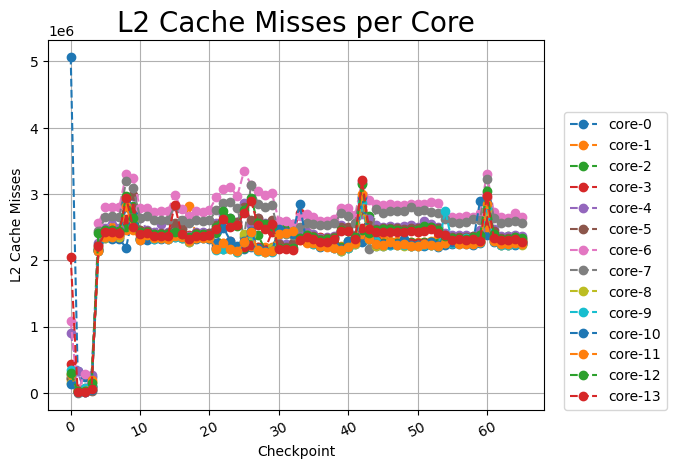 L2 Cache Misses per Core
1e6
5
4
3
2
1
0
L2 Cache Misses
0
10
20
30
40
50
60
Checkpoint
core-0
core-1
core-2
core-3
core-4
core-5
core-6
core-7
core-8
core-9
core-10
core-11
core-12
core-13